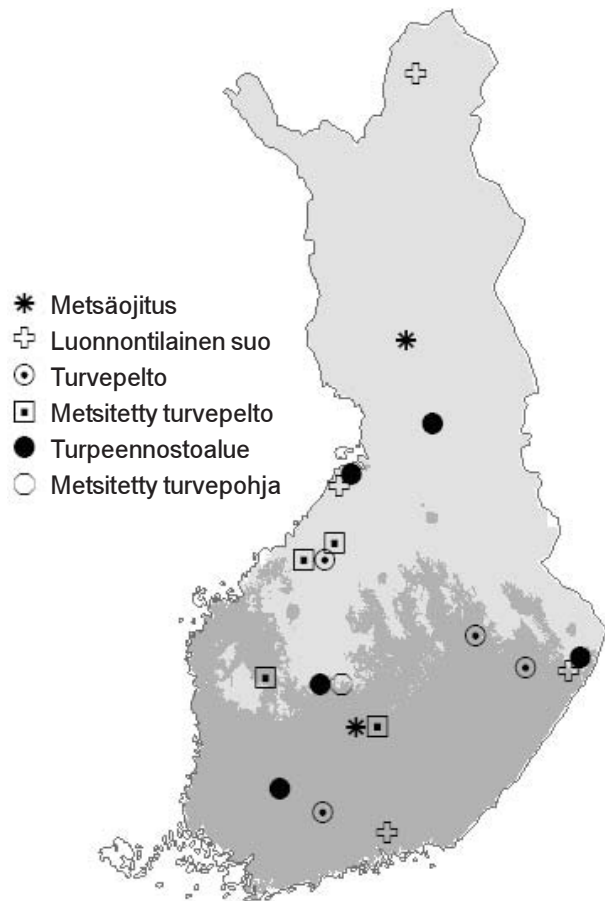 Metsäojitus
Luonnontilainen suo
Turvepelto
Metsitetty turvepelto
Turpeennostoalue
Metsitetty turvepohja